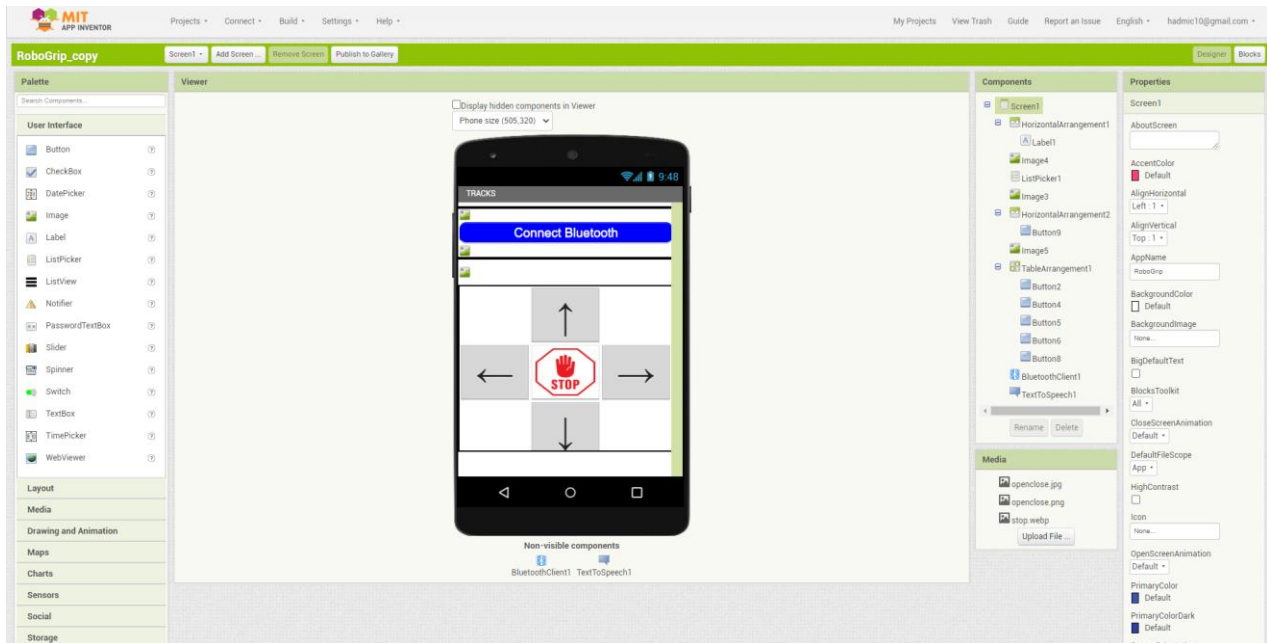 MIT
APP INVENTOR
Projects
Connect
Build
Settings
Help
My Projects
View Trash
Guide
Report an Issue
English
hadmic10@gmail.com
RoboGrip_copy
Screen1
Add Screen ...
Remove Screen
Publish to Gallery
Designer
Blocks
Palette
Search Components...
User Interface
Button
CheckBox
DatePicker
Image
Label
ListPicker
ListView
Notifier
PasswordTextBox
Slider
Spinner
Switch
TextBox
TimePicker
WebViewer
Layout
Media
Drawing and Animation
Maps
Charts
Sensors
Social
Storage
Viewer
Display hidden components in Viewer
Phone size (505,320)
9:48
TRACKS
Connect Bluetooth
STOP
Non-visible components
BluetoothClient1
TextToSpeech1
Components
Screen1
HorizontalArrangement1
Label1
Image4
ListPicker1
Image3
HorizontalArrangement2
Button9
Image5
TableArrangement1
Button2
Button4
Button5
Button6
Button8
BluetoothClient1
TextToSpeech1
Rename
Delete
Media
openclose.jpg
openclose.png
stop.webp
Upload File ...
Properties
Screen1
AboutScreen
AccentColor
Default
AlignHorizontal
Left : 1
AlignVertical
Top : 1
AppName
RoboGrip
BackgroundColor
Default
BackgroundImage
None...
BigDefaultText
BlocksToolkit
All
CloseScreenAnimation
Default
DefaultFileScope
App
HighContrast
Icon
None...
OpenScreenAnimation
Default
PrimaryColor
Default
PrimaryColorDark
Default